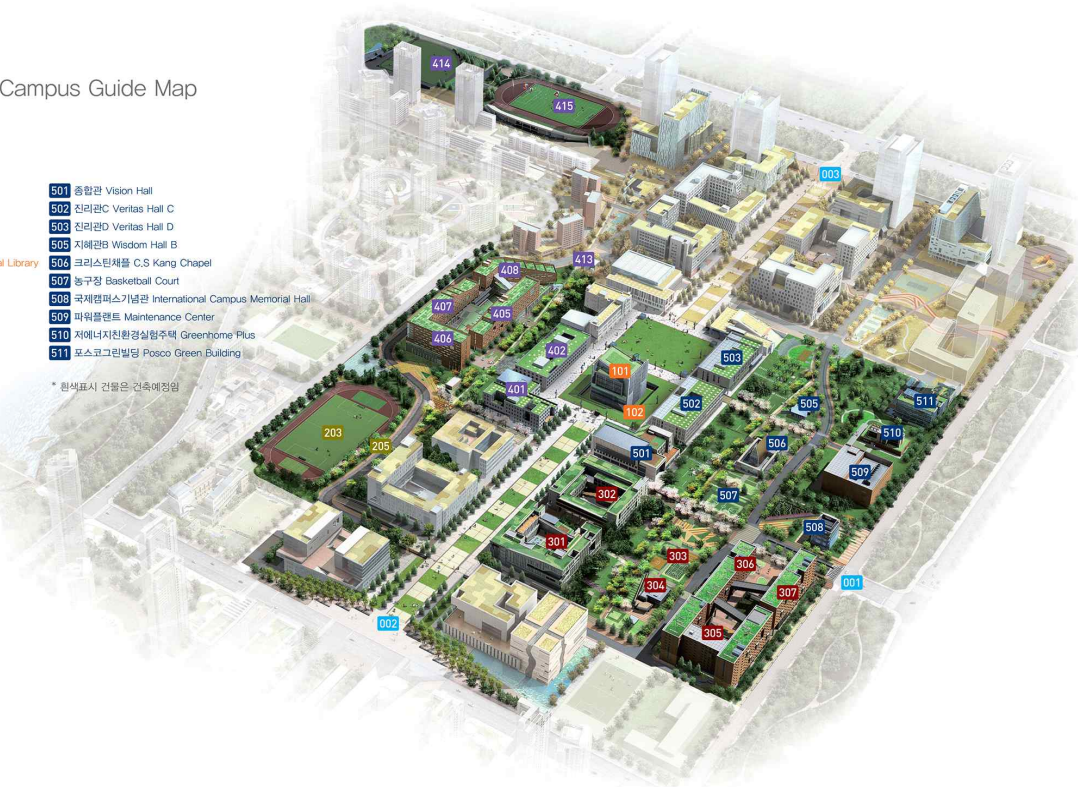 Campus Guide Map
501 종합관 Vision Hall
502 진리관C Veritas Hall C
503 진리관D Veritas Hall D
505 지혜관B Wisdom Hall B
al Library
506 크리스틴채플 C.S Kang Chapel
507 농구장 Basketball Court
508 국제캠퍼스기념관 International Campus Memorial Hall
509 파워플랜트 Maintenance Center
510 저에너지친환경실험주택 Greenhome Plus
511 포스코그린빌딩 Posco Green Building
* 흰색표시 건물은 건축예정임
414
415
003
413
408
407
405
406
402
503
101
401
102
502
505
511
203
205
501
506
510
509
302
507
508
301
303
306
304
307
001
305
002